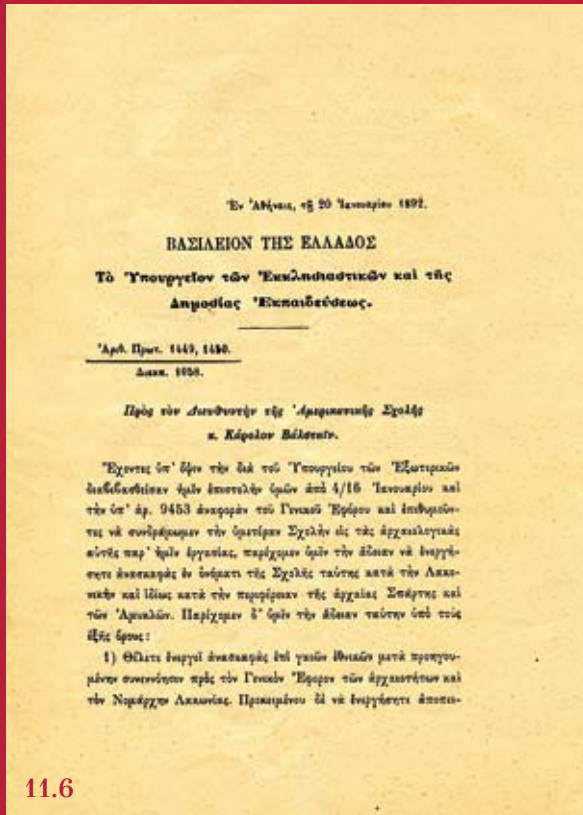 Ἐν Ἀθήναις, τῇ 20 Ἰανουαρίου 1892.
ΒΑΣΙΛΕΙΟΝ ΤΗΣ ΕΛΛΑΔΟΣ
Τὸ Ὑπουργεῖον τῶν Ἐκκλησιαστικῶν καὶ τῆς
Δημοσίας Ἐκπαιδεύσεως.
Ἀριθ. Πρωτ. 1449, 1450.
Διεκπ. 1058.
Πρὸς τὸν Διευθυντὴν τῆς Ἀμερικανικῆς Σχολῆς
κ. Κάρολον Βάλσταϊν.
Ἔχοντες ὑπ' ὄψιν τὴν διὰ τοῦ Ὑπουργείου τῶν Ἐξωτερικῶν
διαβιβασθεῖσαν ἡμῖν ἐπιστολὴν ὑμῶν ἀπὸ 4/16 Ἰανουαρίου καὶ
τὴν ὑπ' ἀρ. 9453 ἀναφορὰν τοῦ Γενικοῦ Ἐφόρου καὶ ἐπιθυμοῦν-
τες νὰ συνδράμωμεν τὴν ὑμετέραν Σχολὴν εἰς τὰς ἀρχαιολογικὰς
αὐτῆς παρ' ἡμῖν ἐργασίας, παρέχομεν ὑμῖν τὴν ἄδειαν νὰ ἐνεργή-
σητε ἀνασκαφὰς ἐν ὀνόματι τῆς Σχολῆς ταύτης κατὰ τὴν Λακω-
νικὴν καὶ ἰδίως κατὰ τὴν περιφέρειαν τῆς ἀρχαίας Σπάρτης καὶ
τῶν Ἀμυκλῶν. Παρέχομεν δ' ὑμῖν τὴν ἄδειαν ταύτην ὑπὸ τοὺς
ἑξῆς ὅρους :
1) Θέλετε ἐνεργεῖ ἀνασκαφὰς ἐπὶ γαιῶν ἐθνικῶν μετὰ προηγου-
μένην συνεννόησιν πρὸς τὸν Γενικὸν Ἔφορον τῶν ἀρχαιοτήτων καὶ
τὸν Νομάρχην Λακωνίας. Προκειμένου δὲ νὰ ἐνεργήσητε ἀποπει-
11.6